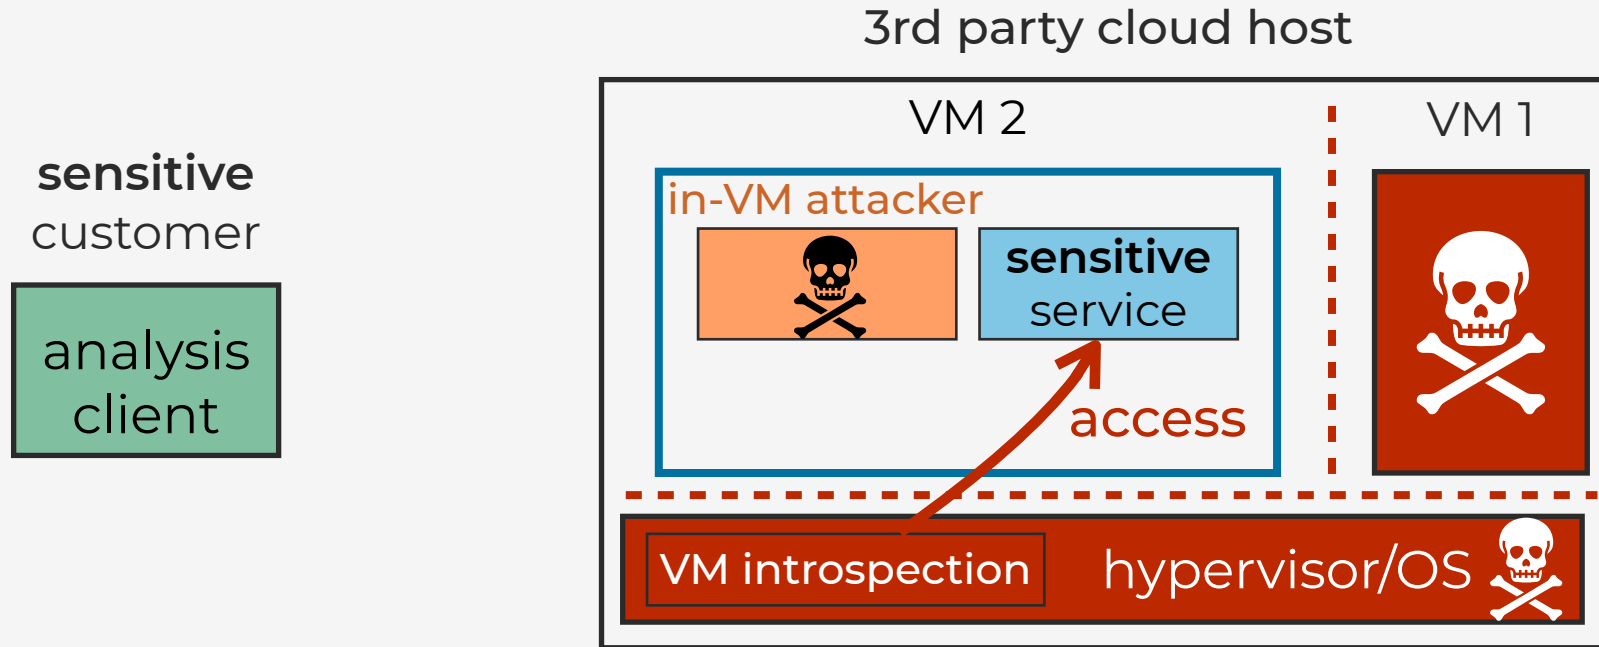 3rd party cloud host
VM 2
VM 1
sensitive
customer
in-VM attacker
sensitive
service
analysis
client
access
VM introspection
hypervisor/OS